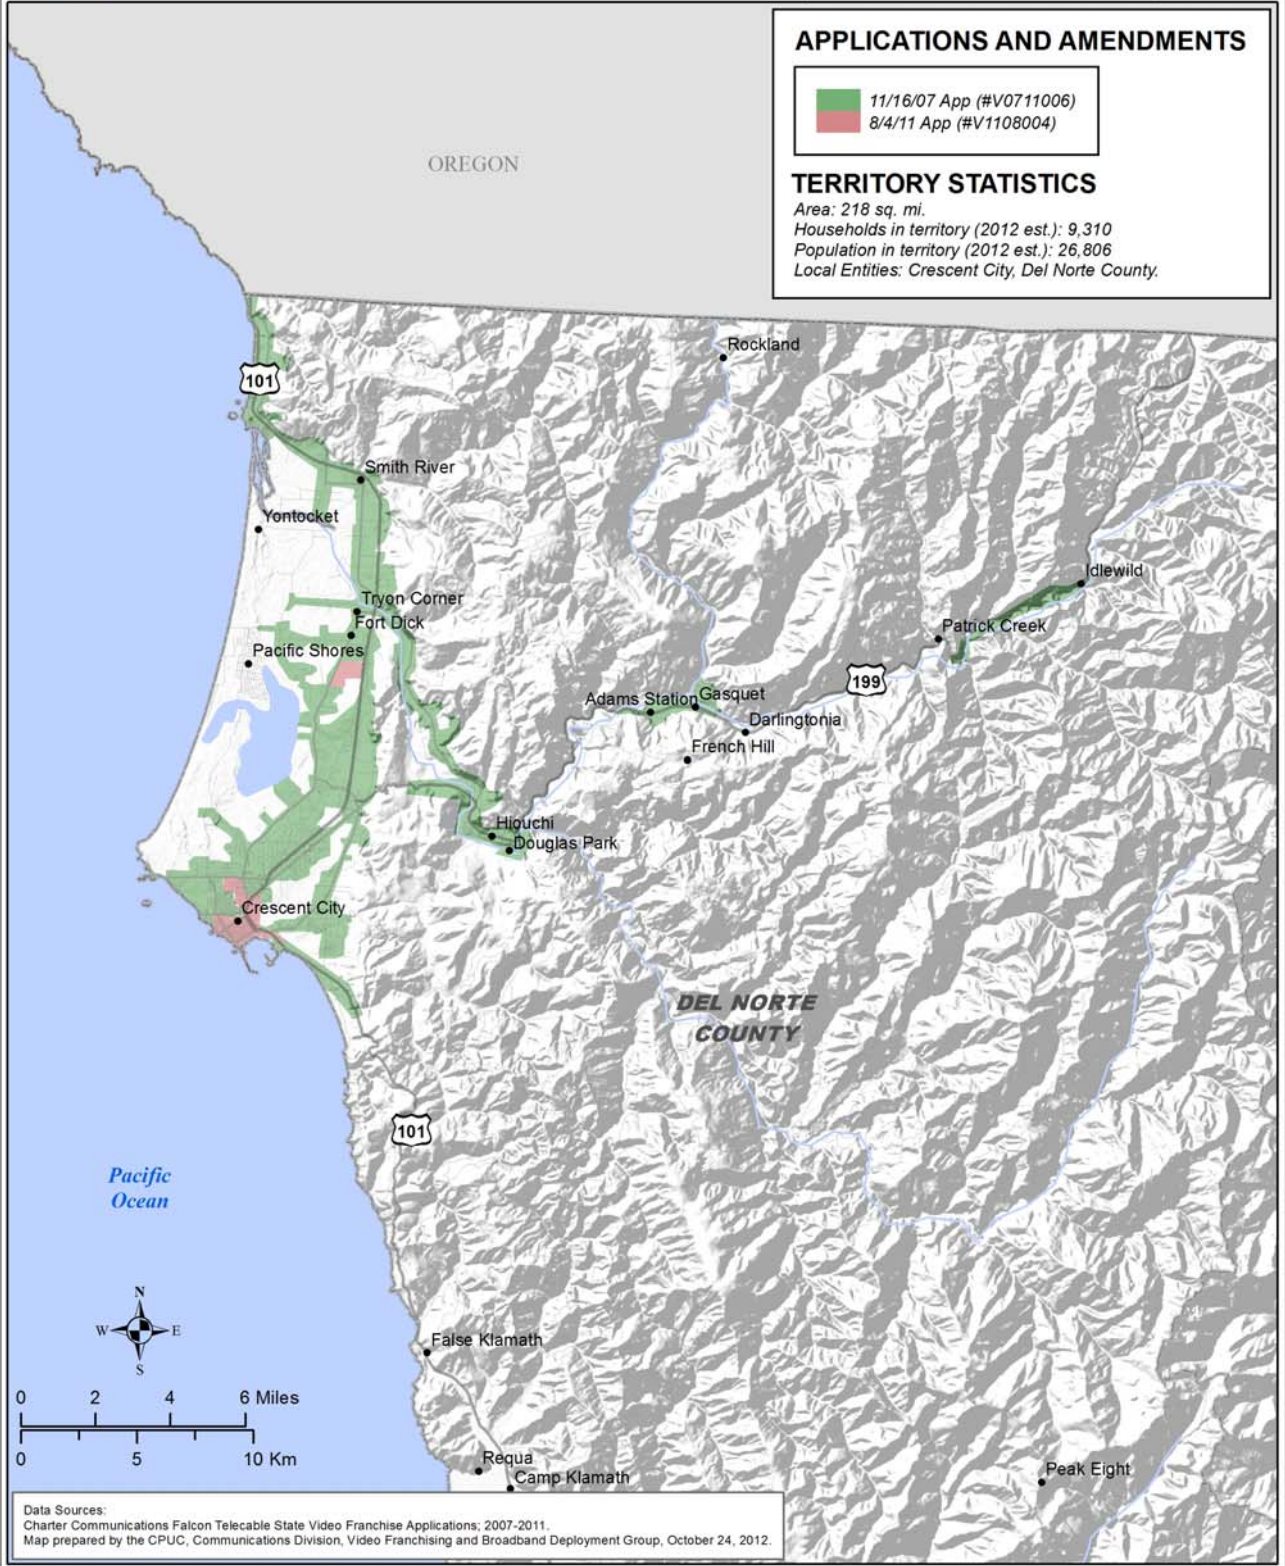 APPLICATIONS AND AMENDMENTS
11/16/07 App (#V0711006)
8/4/11 App (#V1108004)
TERRITORY STATISTICS
Area: 218 sq. mi.
Households in territory (2012 est.): 9,310
Population in territory (2012 est.): 26,806
Local Entities: Crescent City, Del Norte County.
OREGON
Rockland
101
Smith River
Yontocket
Idlewild
Tryon Corner
Fort Dick
Patrick Creek
Pacific Shores
199
Adams Station
Gasquet
Darlingtonia
French Hill
Hiouchi
Douglas Park
Crescent City
DEL NORTE
COUNTY
101
Pacific
Ocean
N
W E
S
False Klamath
0 2 4 6 Miles
0 5 10 Km
Requa
Camp Klamath
Peak Eight
Data Sources:
Charter Communications Falcon Telecable State Video Franchise Applications; 2007-2011.
Map prepared by the CPUC, Communications Division, Video Franchising and Broadband Deployment Group, October 24, 2012.